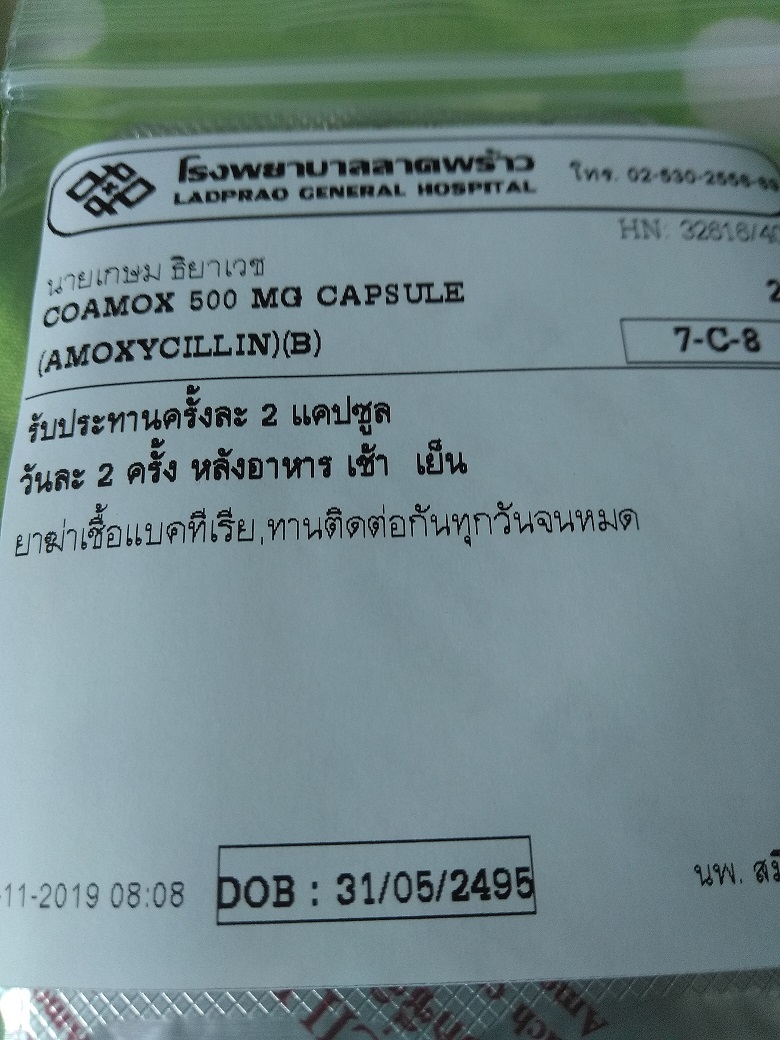 โรงพยาบาลลาดพร้าว
LADPRAO GENERAL HOSPITAL
โทร. 02-530-2556-
HN: 32616/40
นายเกษม ธิยาเวช
COAMOX 500 MG CAPSULE
2
(AMOXYCILLIN)(B)
7-C-8
รับประทานครั้งละ 2 แคปซูล
วันละ 2 ครั้ง หลังอาหาร เช้า เย็น
ยาฆ่าเชื้อแบคทีเรีย,ทานติดต่อกันทุกวันจนหมด
-11-2019 08:08
DOB : 31/05/2495
นพ.